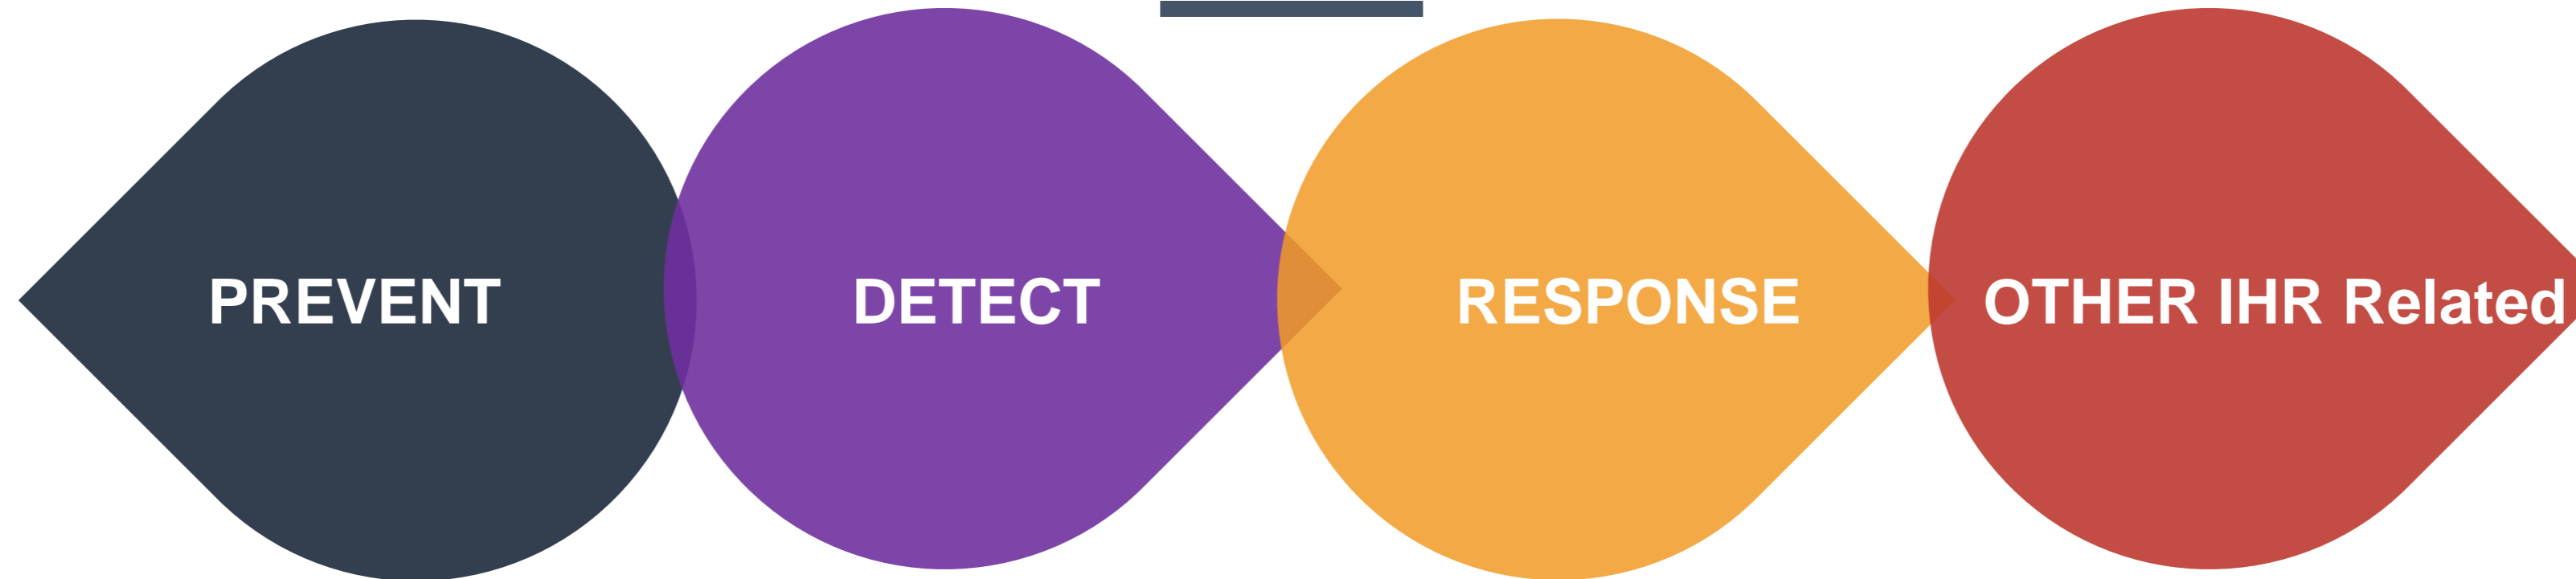 PREVENT
DETECT
RESPONSE
OTHER IHR Related